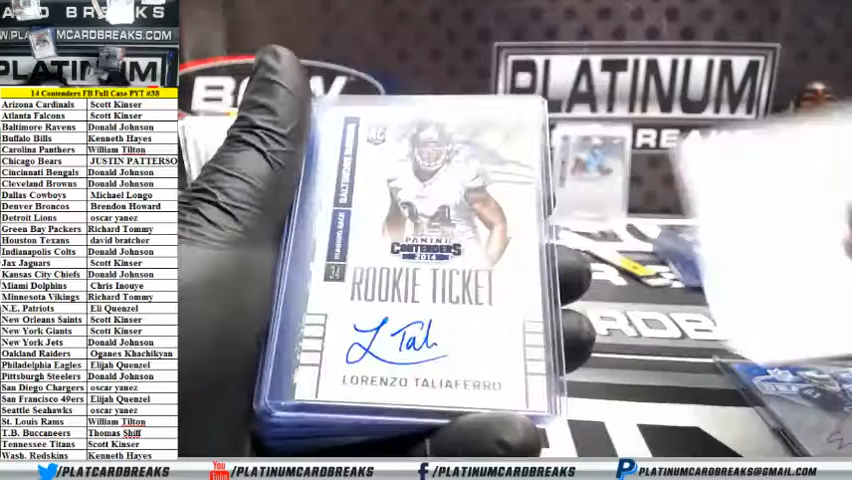 14 Contenders FB Full Case PYT #38
Arizona Cardinals Scott Kinser
Atlanta Falcons Scott Kinser
Baltimore Ravens Donald Johnson
Buffalo Bills Kenneth Hayes
Carolina Panthers William Tilton
Chicago Bears JUSTIN PATTERSO
Cincinnati Bengals Donald Johnson
Cleveland Browns Donald Johnson
Dallas Cowboys Michael Longo
Denver Broncos Brendon Howard
Detroit Lions oscar yanez
Green Bay Packers Richard Tommy
Houston Texans david bratcher
Indianapolis Colts Donald Johnson
Jax Jaguars Scott Kinser
Kansas City Chiefs Donald Johnson
Miami Dolphins Chris Inouye
Minnesota Vikings Richard Tommy
N.E. Patriots Eli Quenzel
New Orleans Saints Scott Kinser
New York Giants Scott Kinser
New York Jets Donald Johnson
Oakland Raiders Oganes Khachikyan
Philadelphia Eagles Elijah Quenzel
Pittsburgh Steelers Donald Johnson
San Diego Chargers oscar yanez
San Francisco 49ers Elijah Quenzel
Seattle Seahawks oscar yanez
St. Louis Rams William Tilton
T.B. Buccaneers Thomas Shiff
Tennessee Titans Scott Kinser
Wash. Redskins Kenneth Hayes
PLATINUM
RC
BALTIMORE RAVENS
RUNNING BACK
PANINI
CONTENDERS
2014
ROOKIE TICKET
L Tal
LORENZO TALIAFERRO
/PLATCARDBREAKS
You
Tube
/PLATINUMCARDBREAKS
/PLATINUMCARDBREAKS
PLATINUMCARDBREAKS@GMAIL.COM